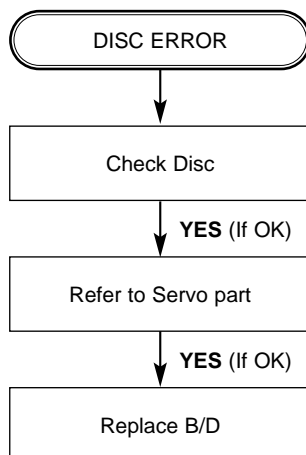 DISC ERROR
Check Disc
YES (If OK)
Refer to Servo part
YES (If OK)
Replace B/D